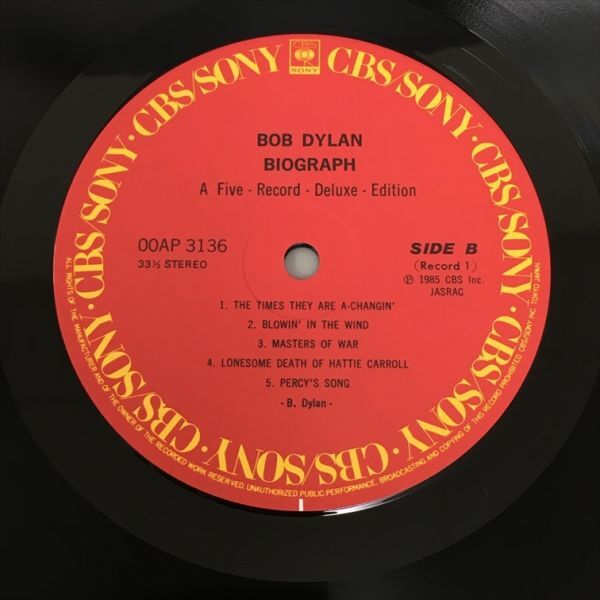 CBS
SONY
CBS/SONY · CBS/SONY · CBS/SONY · CBS/SONY · CBS/SONY · CBS/SONY · CBS/SONY · CBS/SONY
BOB DYLAN
BIOGRAPH
A Five - Record - Deluxe - Edition
00AP 3136
33⅓ STEREO
SIDE B
(Record 1)
℗ 1985 CBS Inc.
JASRAC
1. THE TIMES THEY ARE A-CHANGIN'
2. BLOWIN' IN THE WIND
3. MASTERS OF WAR
4. LONESOME DEATH OF HATTIE CARROLL
5. PERCY'S SONG
- B. Dylan -
ALL RIGHTS OF THE MANUFACTURER AND OF THE OWNER OF THE RECORDED WORK RESERVED. UNAUTHORIZED PUBLIC PERFORMANCE, BROADCASTING AND COPYING OF THIS RECORD PROHIBITED CBS/SONY INC. TOKYO JAPAN